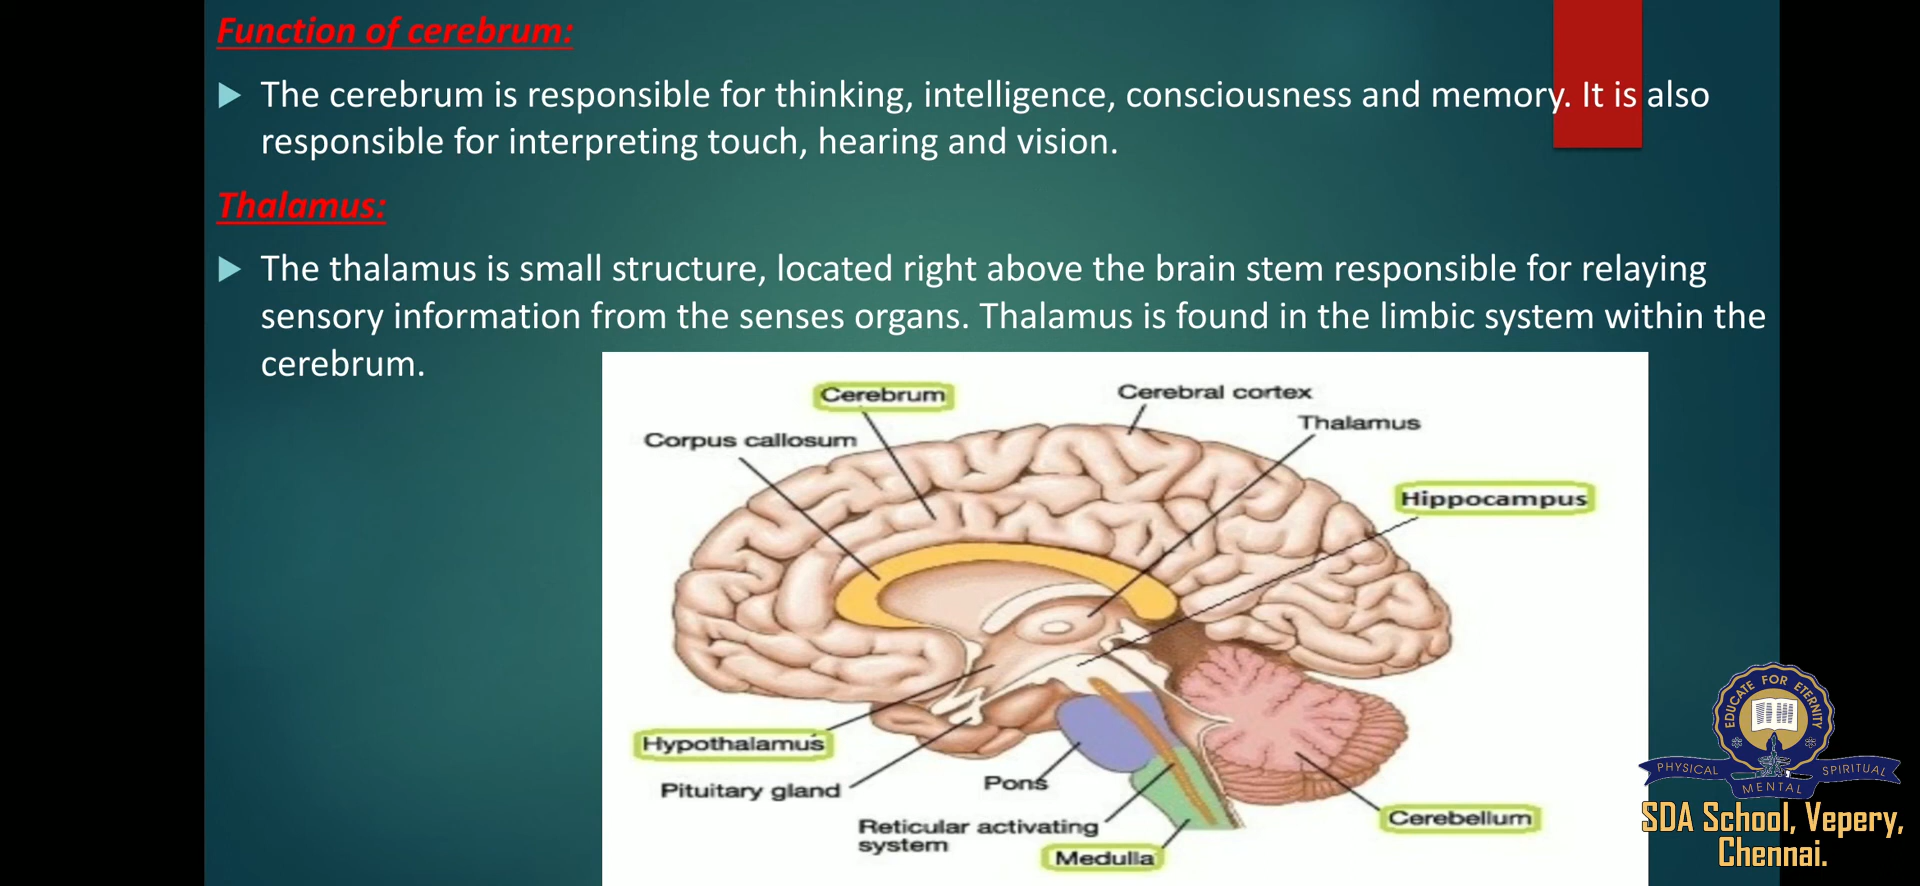 Function of cerebrum:
The cerebrum is responsible for thinking, intelligence, consciousness and memory. It is also
responsible for interpreting touch, hearing and vision.
Thalamus:
The thalamus is small structure, located right above the brain stem responsible for relaying
sensory information from the senses organs. Thalamus is found in the limbic system within the
cerebrum.
Cerebrum
Cerebral cortex
Thalamus
Corpus callosum
Hippocampus
Hypothalamus
Pituitary gland
Pons
Reticular activating
system
Medulla
Cerebellum
EDUCATE FOR ETERNITY
PHYSICAL
MENTAL
SPIRITUAL
SDA School, Vepery,
Chennai.